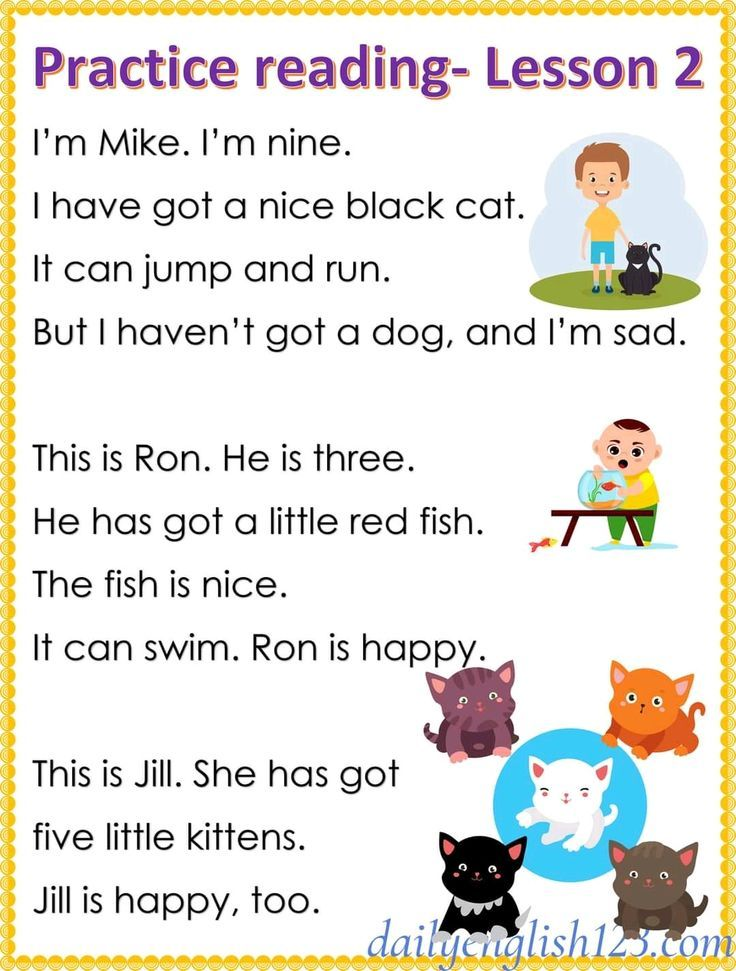 Practice reading- Lesson 2
I'm Mike. I'm nine.
I have got a nice black cat.
It can jump and run.
But I haven't got a dog, and I'm sad.
This is Ron. He is three.
He has got a little red fish.
The fish is nice.
It can swim. Ron is happy.
This is Jill. She has got
five little kittens.
Jill is happy, too.
dailyenglish123.com